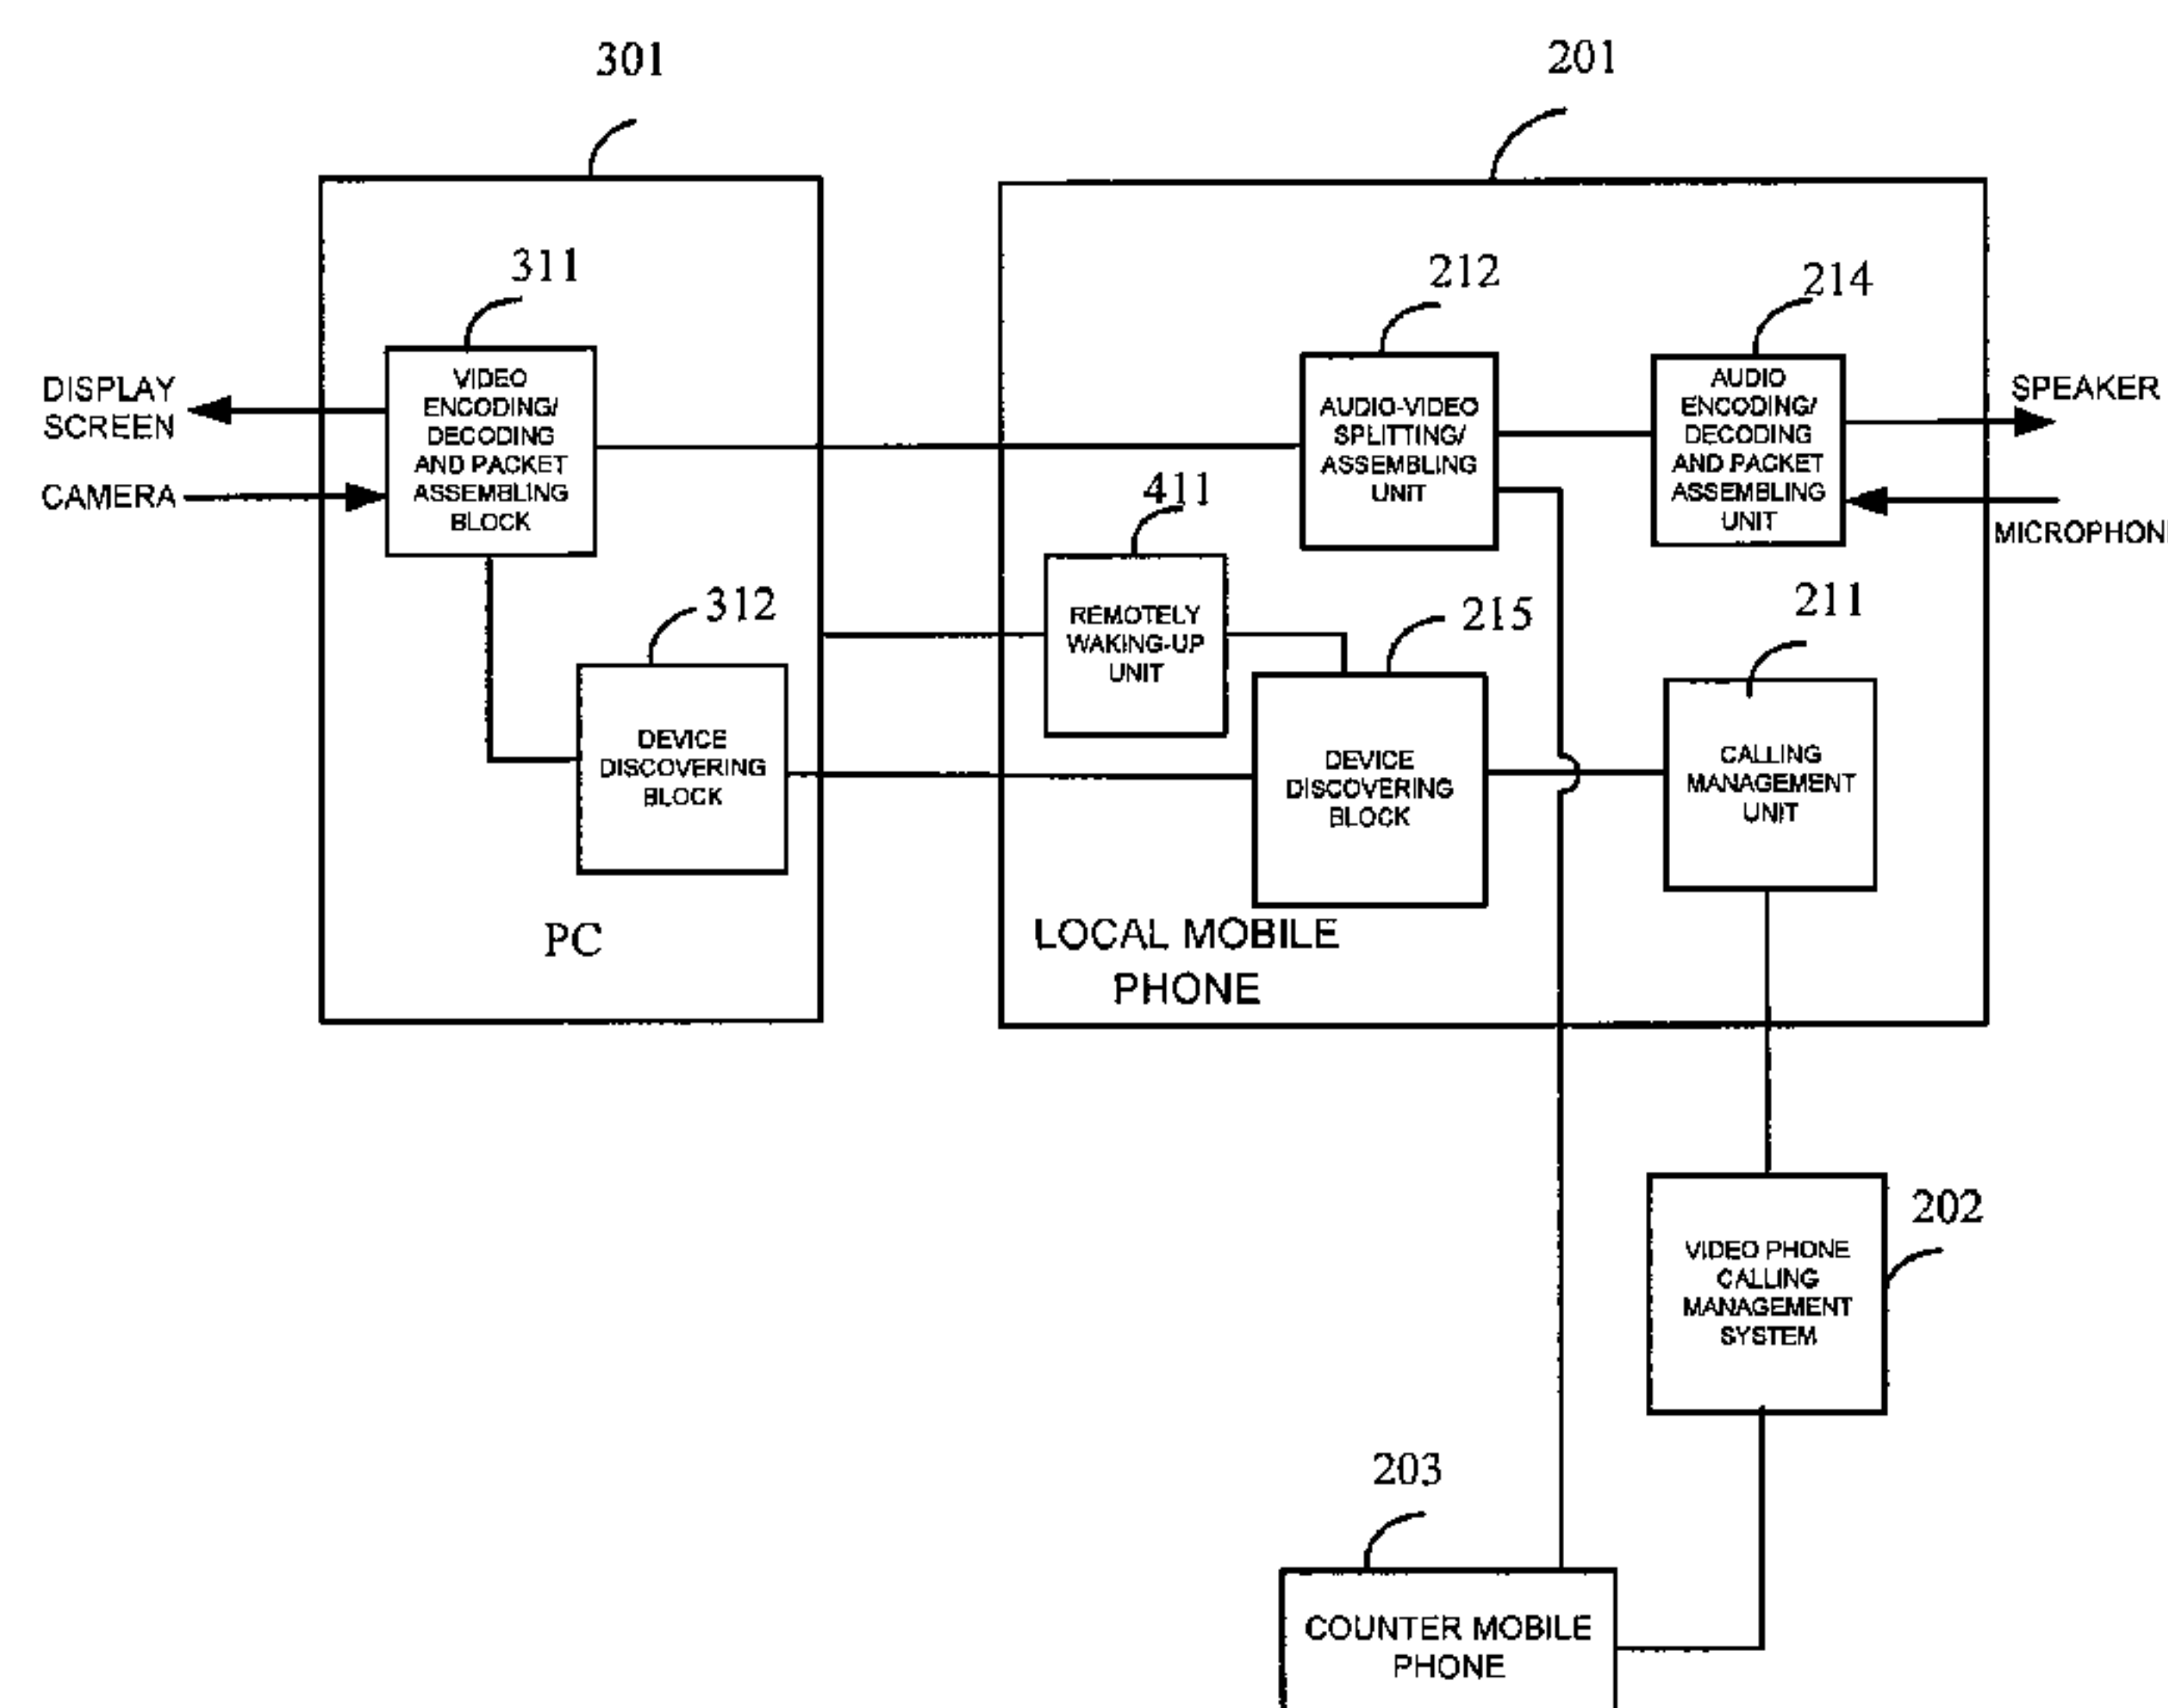 301
201
311
212
214
DISPLAY
SCREEN
CAMERA
VIDEO
ENCODING/
DECODING
AND PACKET
ASSEMBLING
BLOCK
AUDIO-VIDEO
SPLITTING/
ASSEMBLING
UNIT
AUDIO
ENCODING/
DECODING
AND PACKET
ASSEMBLING
UNIT
SPEAKER
MICROPHON
411
312
215
211
REMOTELY
WAKING-UP
UNIT
DEVICE
DISCOVERING
BLOCK
DEVICE
DISCOVERING
BLOCK
CALLING
MANAGEMENT
UNIT
PC
LOCAL MOBILE
PHONE
202
VIDEO PHONE
CALLING
MANAGEMENT
SYSTEM
203
COUNTER MOBILE
PHONE